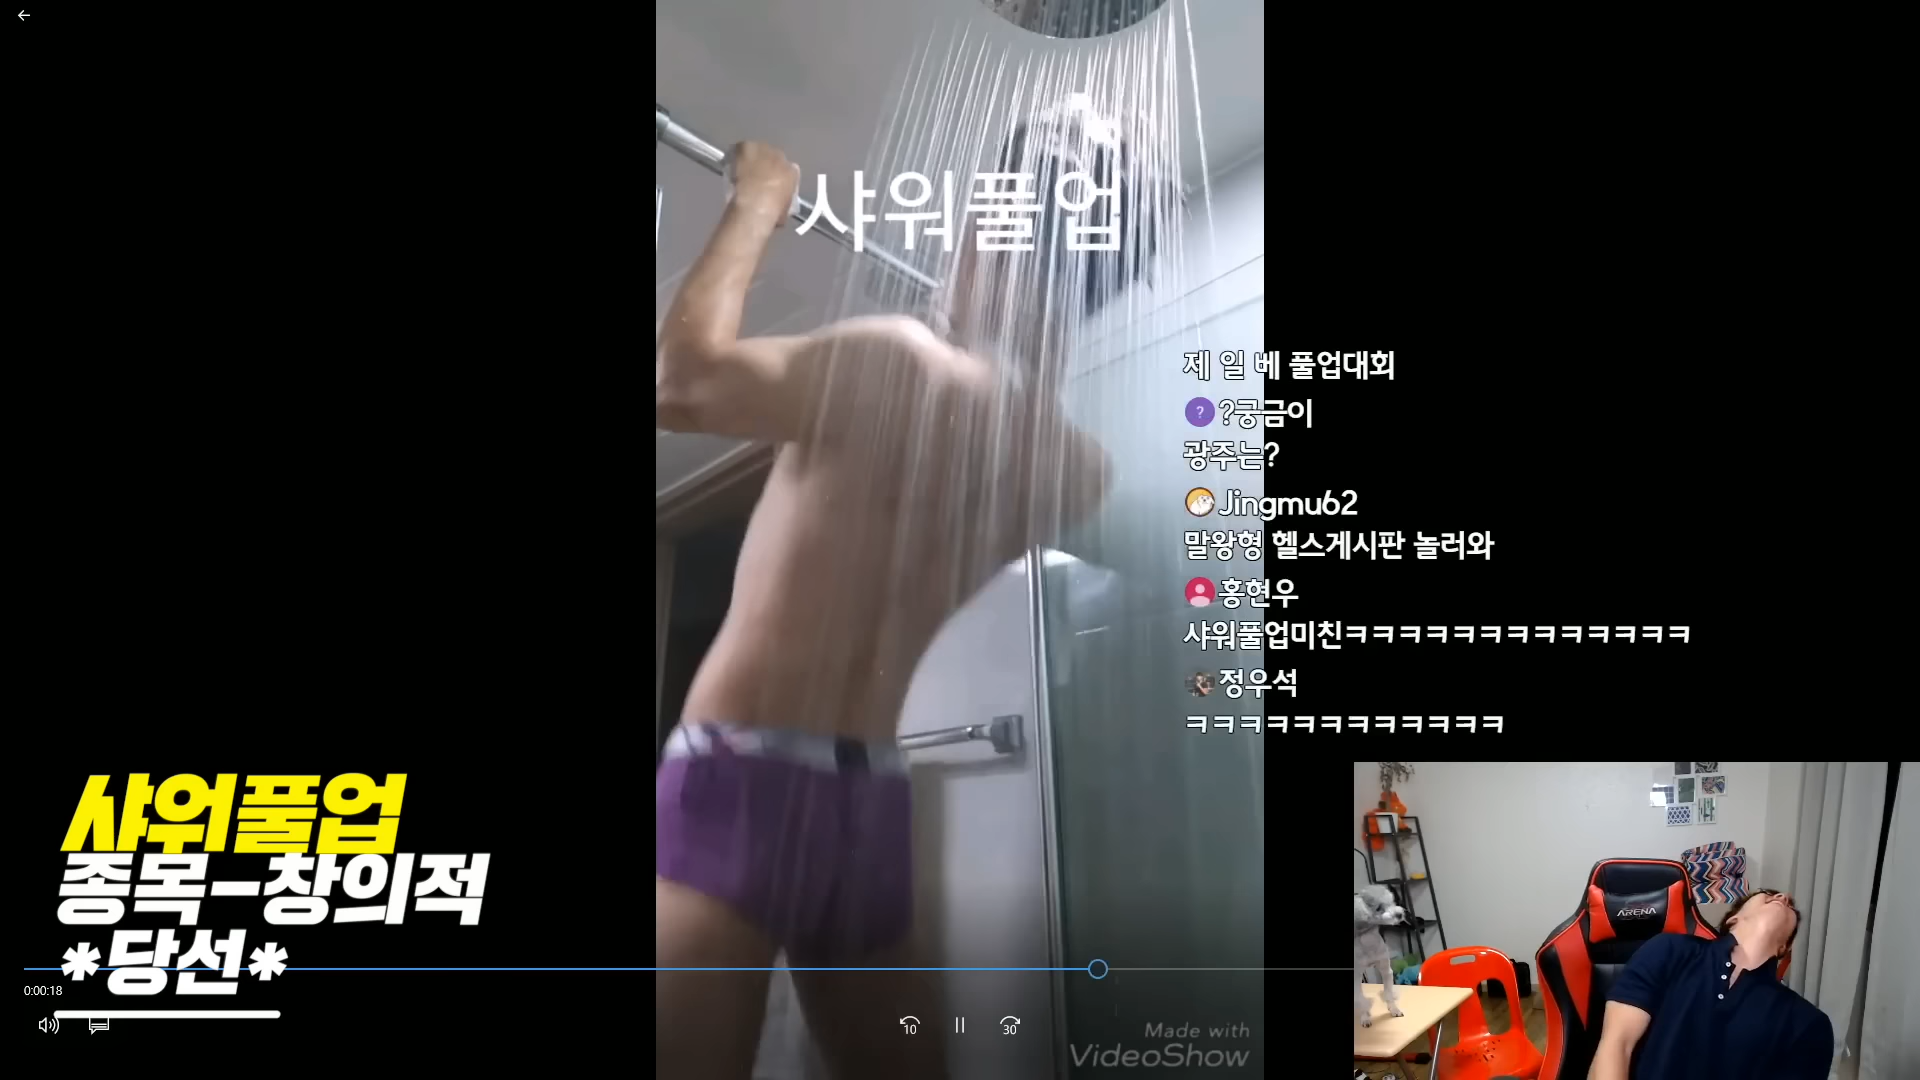 샤워풀업
제 일 베 풀업대회
?
?궁금이
광주는?
Jingmu62
말왕형 헬스게시판 놀러와
홍현우
샤워풀업미친ㅋㅋㅋㅋㅋㅋㅋㅋㅋㅋㅋㅋㅋ
정우석
ㅋㅋㅋㅋㅋㅋㅋㅋㅋㅋㅋㅋ
샤워풀업
종목-창의적
*당선*
0:00:18
10
30
Made with
VideoShow
ARENA